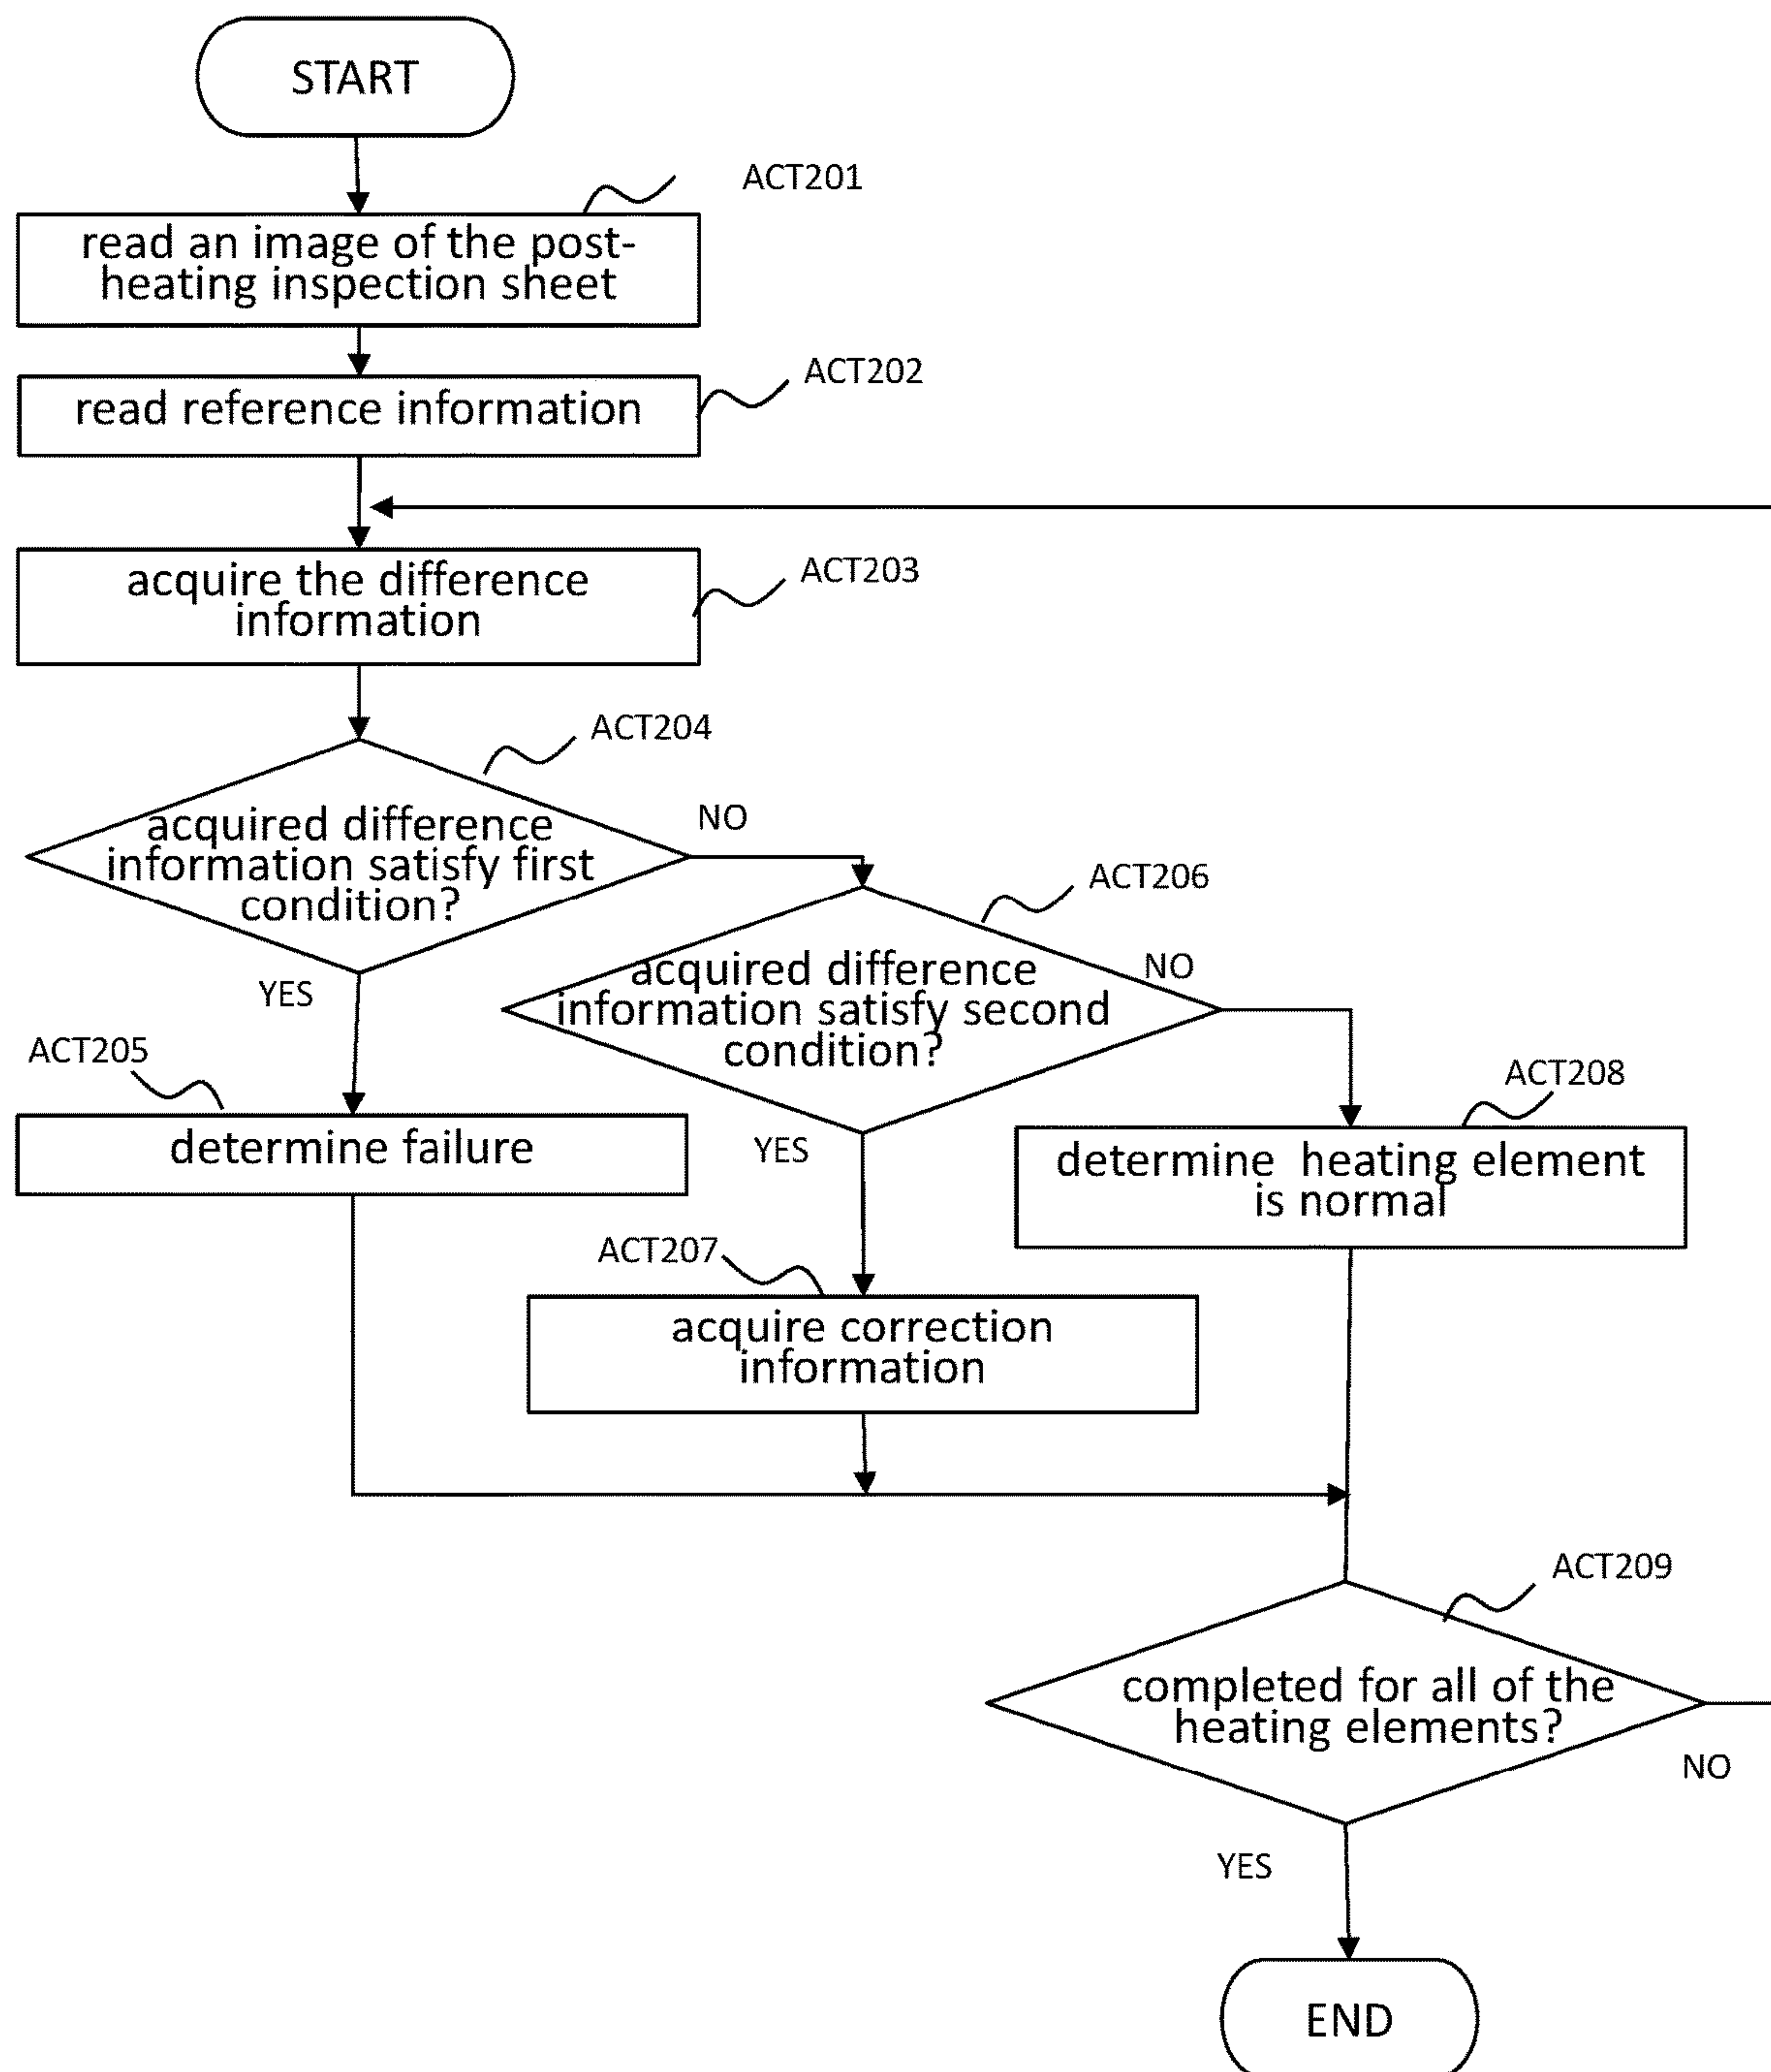 START
ACT201
read an image of the post-
heating inspection sheet
ACT202
read reference information
ACT203
acquire the difference
information
ACT204
acquired difference
information satisfy first
condition?
NO
YES
ACT206
acquired difference
information satisfy second
condition?
NO
YES
ACT205
determine failure
ACT208
determine heating element
is normal
ACT207
acquire correction
information
ACT209
completed for all of the
heating elements?
NO
YES
END